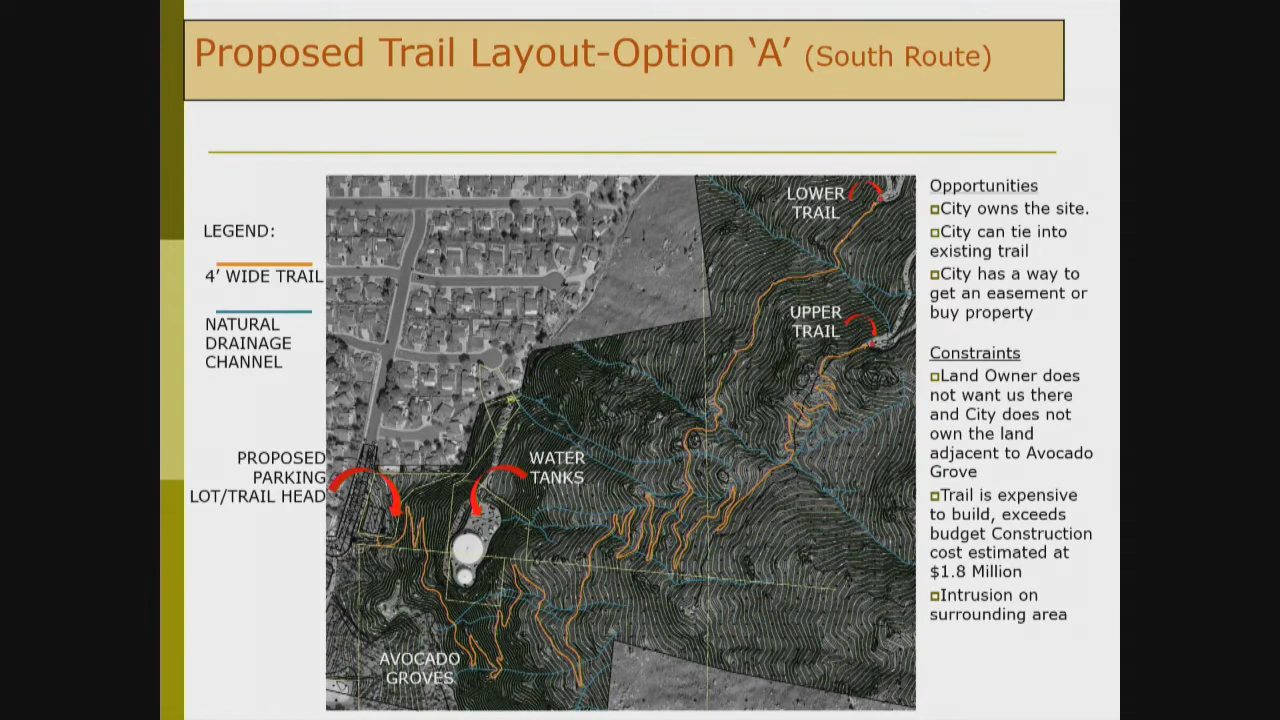 Proposed Trail Layout-Option ‘A’ (South Route)
LEGEND:
4’ WIDE TRAIL
NATURAL
DRAINAGE
CHANNEL
PROPOSED
PARKING
LOT/TRAIL HEAD
LOWER
TRAIL
UPPER
TRAIL
WATER
TANKS
AVOCADO
GROVES
Opportunities
City owns the site.
City can tie into
existing trail
City has a way to
get an easement or
buy property
Constraints
Land Owner does
not want us there
and City does not
own the land
adjacent to Avocado
Grove
Trail is expensive
to build, exceeds
budget Construction
cost estimated at
$1.8 Million
Intrusion on
surrounding area